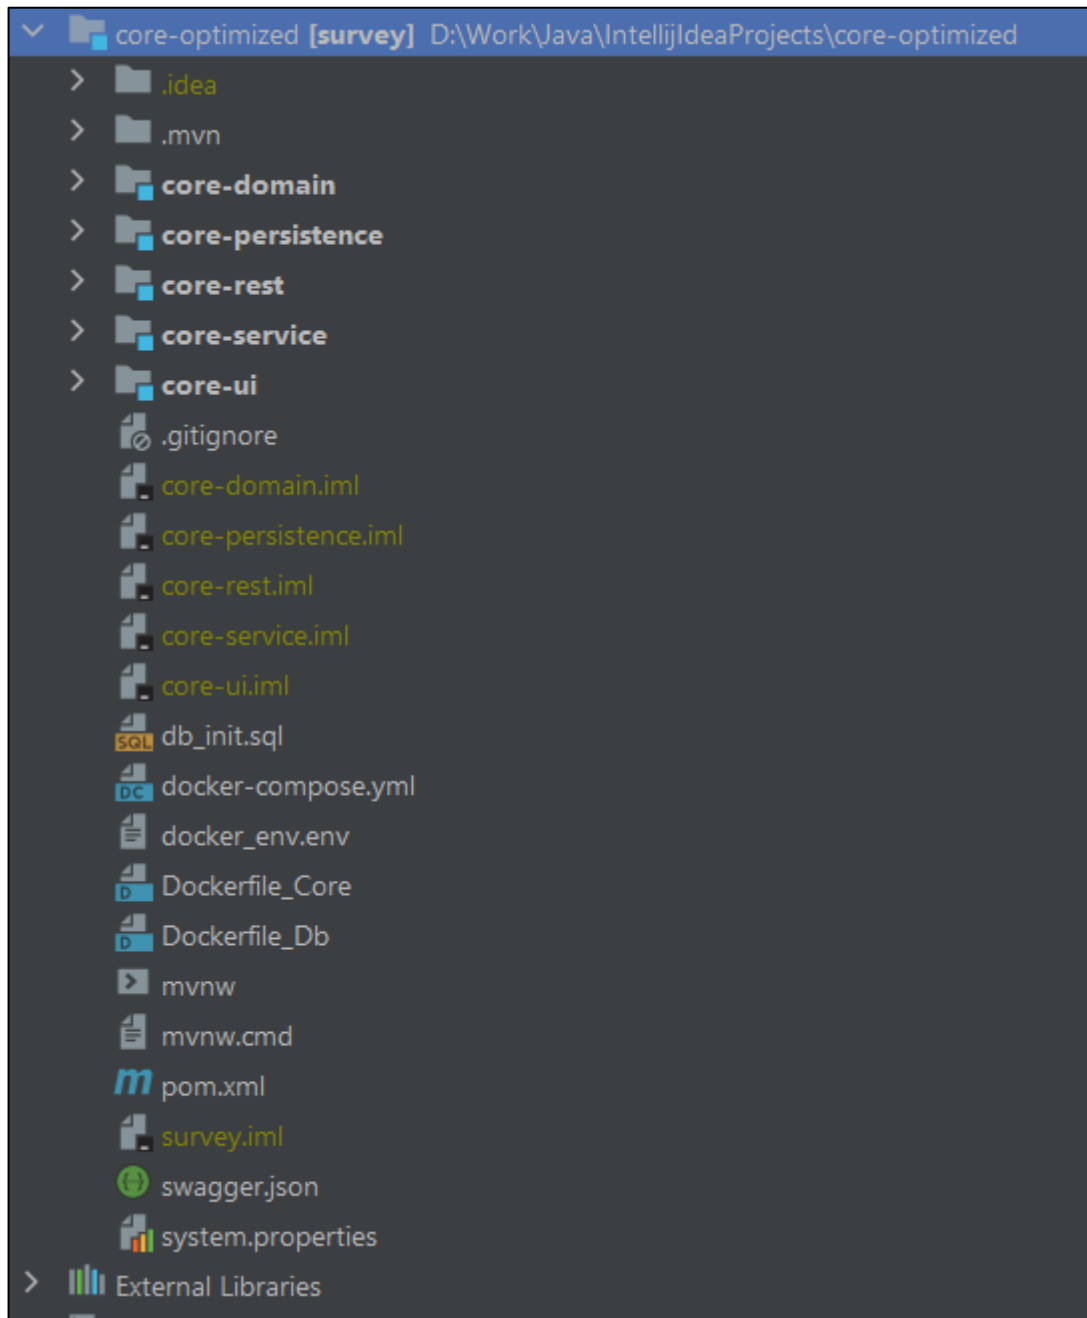 core-optimized [survey] D:\Work\Java\IntellijIdeaProjects\core-optimized
.idea
.mvn
core-domain
core-persistence
core-rest
core-service
core-ui
.gitignore
core-domain.iml
core-persistence.iml
core-rest.iml
core-service.iml
core-ui.iml
SQL db_init.sql
DC docker-compose.yml
docker_env.env
D Dockerfile_Core
D Dockerfile_Db
mvnw
mvnw.cmd
m pom.xml
survey.iml
swagger.json
system.properties
External Libraries